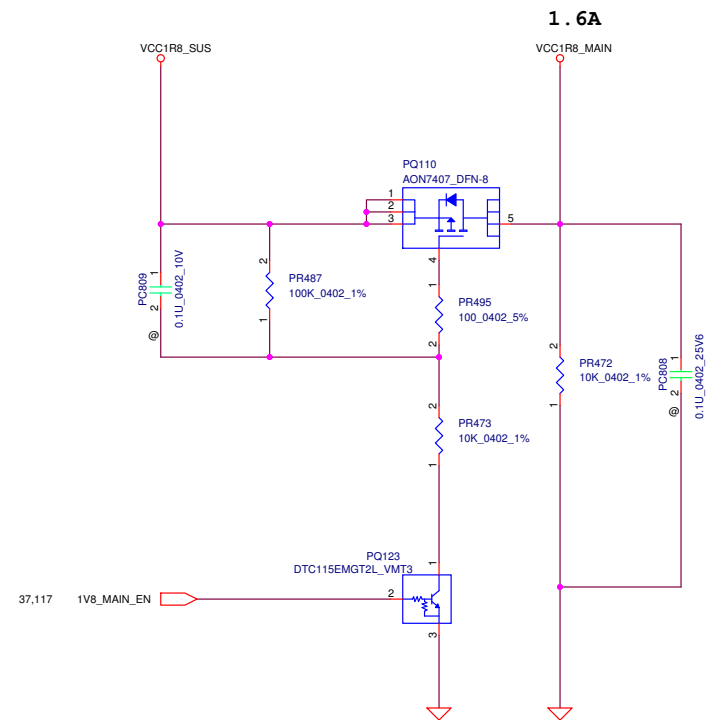 1.6A
VCC1R8_SUS
VCC1R8_MAIN
PQ110
AON7407_DFN-8
1
2
3
5
4
PC809
0.1U_0402_10V
1
2
@
2
PR487
100K_0402_1%
1
1
PR495
100_0402_5%
2
2
PR472
10K_0402_1%
1
PC808
0.1U_0402_25V6
1
2
@
2
PR473
10K_0402_1%
1
PQ123
DTC115EMGT2L_VMT3
1
2
3
37,117 1V8_MAIN_EN